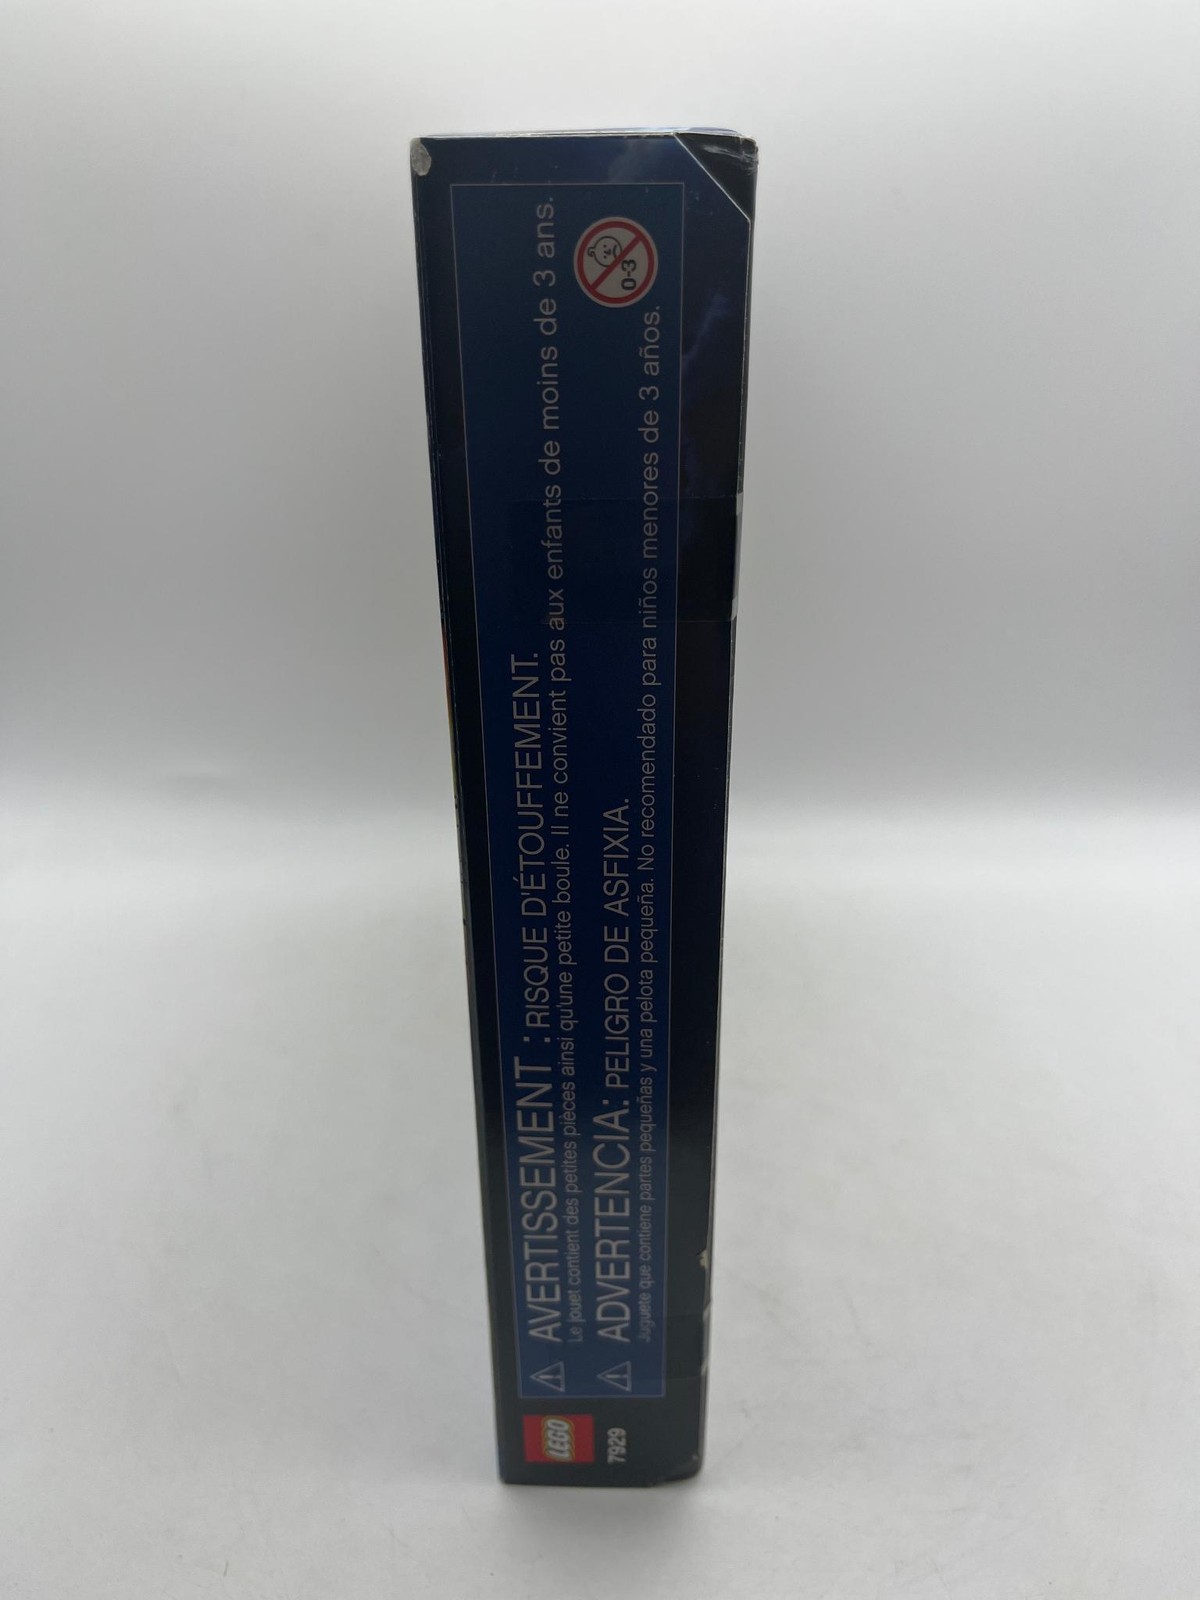 AVERTISSEMENT : RISQUE D'ÉTOUFFEMENT.
Le jouet contient des petites pièces ainsi qu'une petite boule. Il ne convient pas aux enfants de moins de 3 ans.
ADVERTENCIA: PELIGRO DE ASFIXIA.
Juguete que contiene partes pequeñas y una pelota pequeña. No recomendado para niños menores de 3 años.
0-3
LEGO
7929